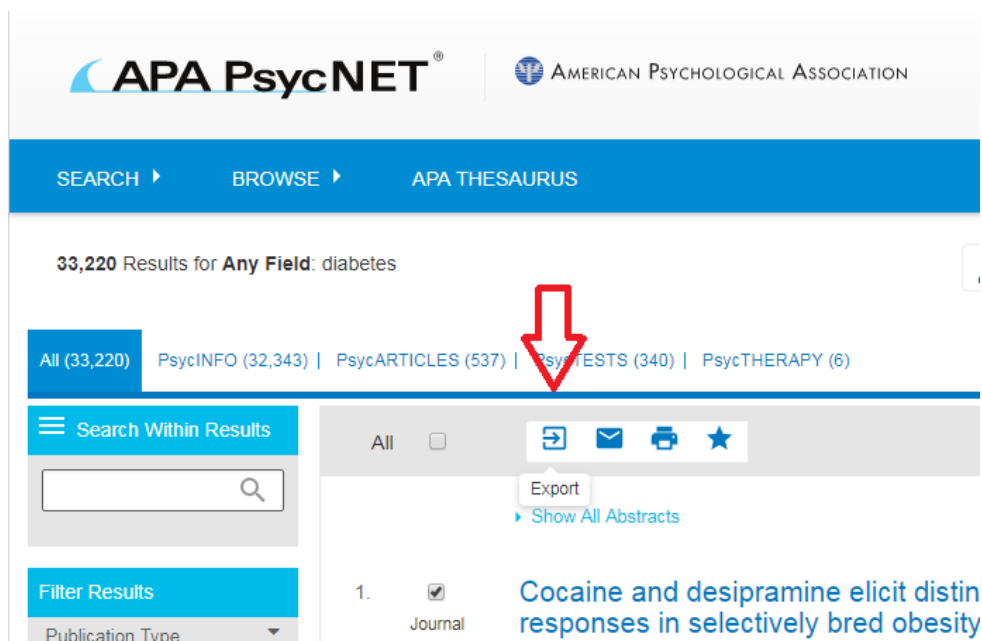 APA PsycNET®
AMERICAN PSYCHOLOGICAL ASSOCIATION
SEARCH BROWSE APA THESAURUS
33,220 Results for Any Field: diabetes
All (33,220) PsycINFO (32,343) | PsycARTICLES (537) | PsycTESTS (340) | PsycTHERAPY (6)
Search Within Results
All
Export
Show All Abstracts
Filter Results
Publication Type
1.
Journal
Cocaine and desipramine elicit distin
responses in selectively bred obesity